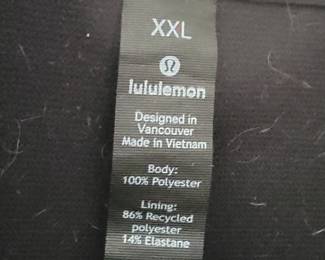 XXL
lululemon
Designed in
Vancouver
Made in Vietnam
Body:
100% Polyester
Lining:
86% Recycled
polyester
14% Elastane